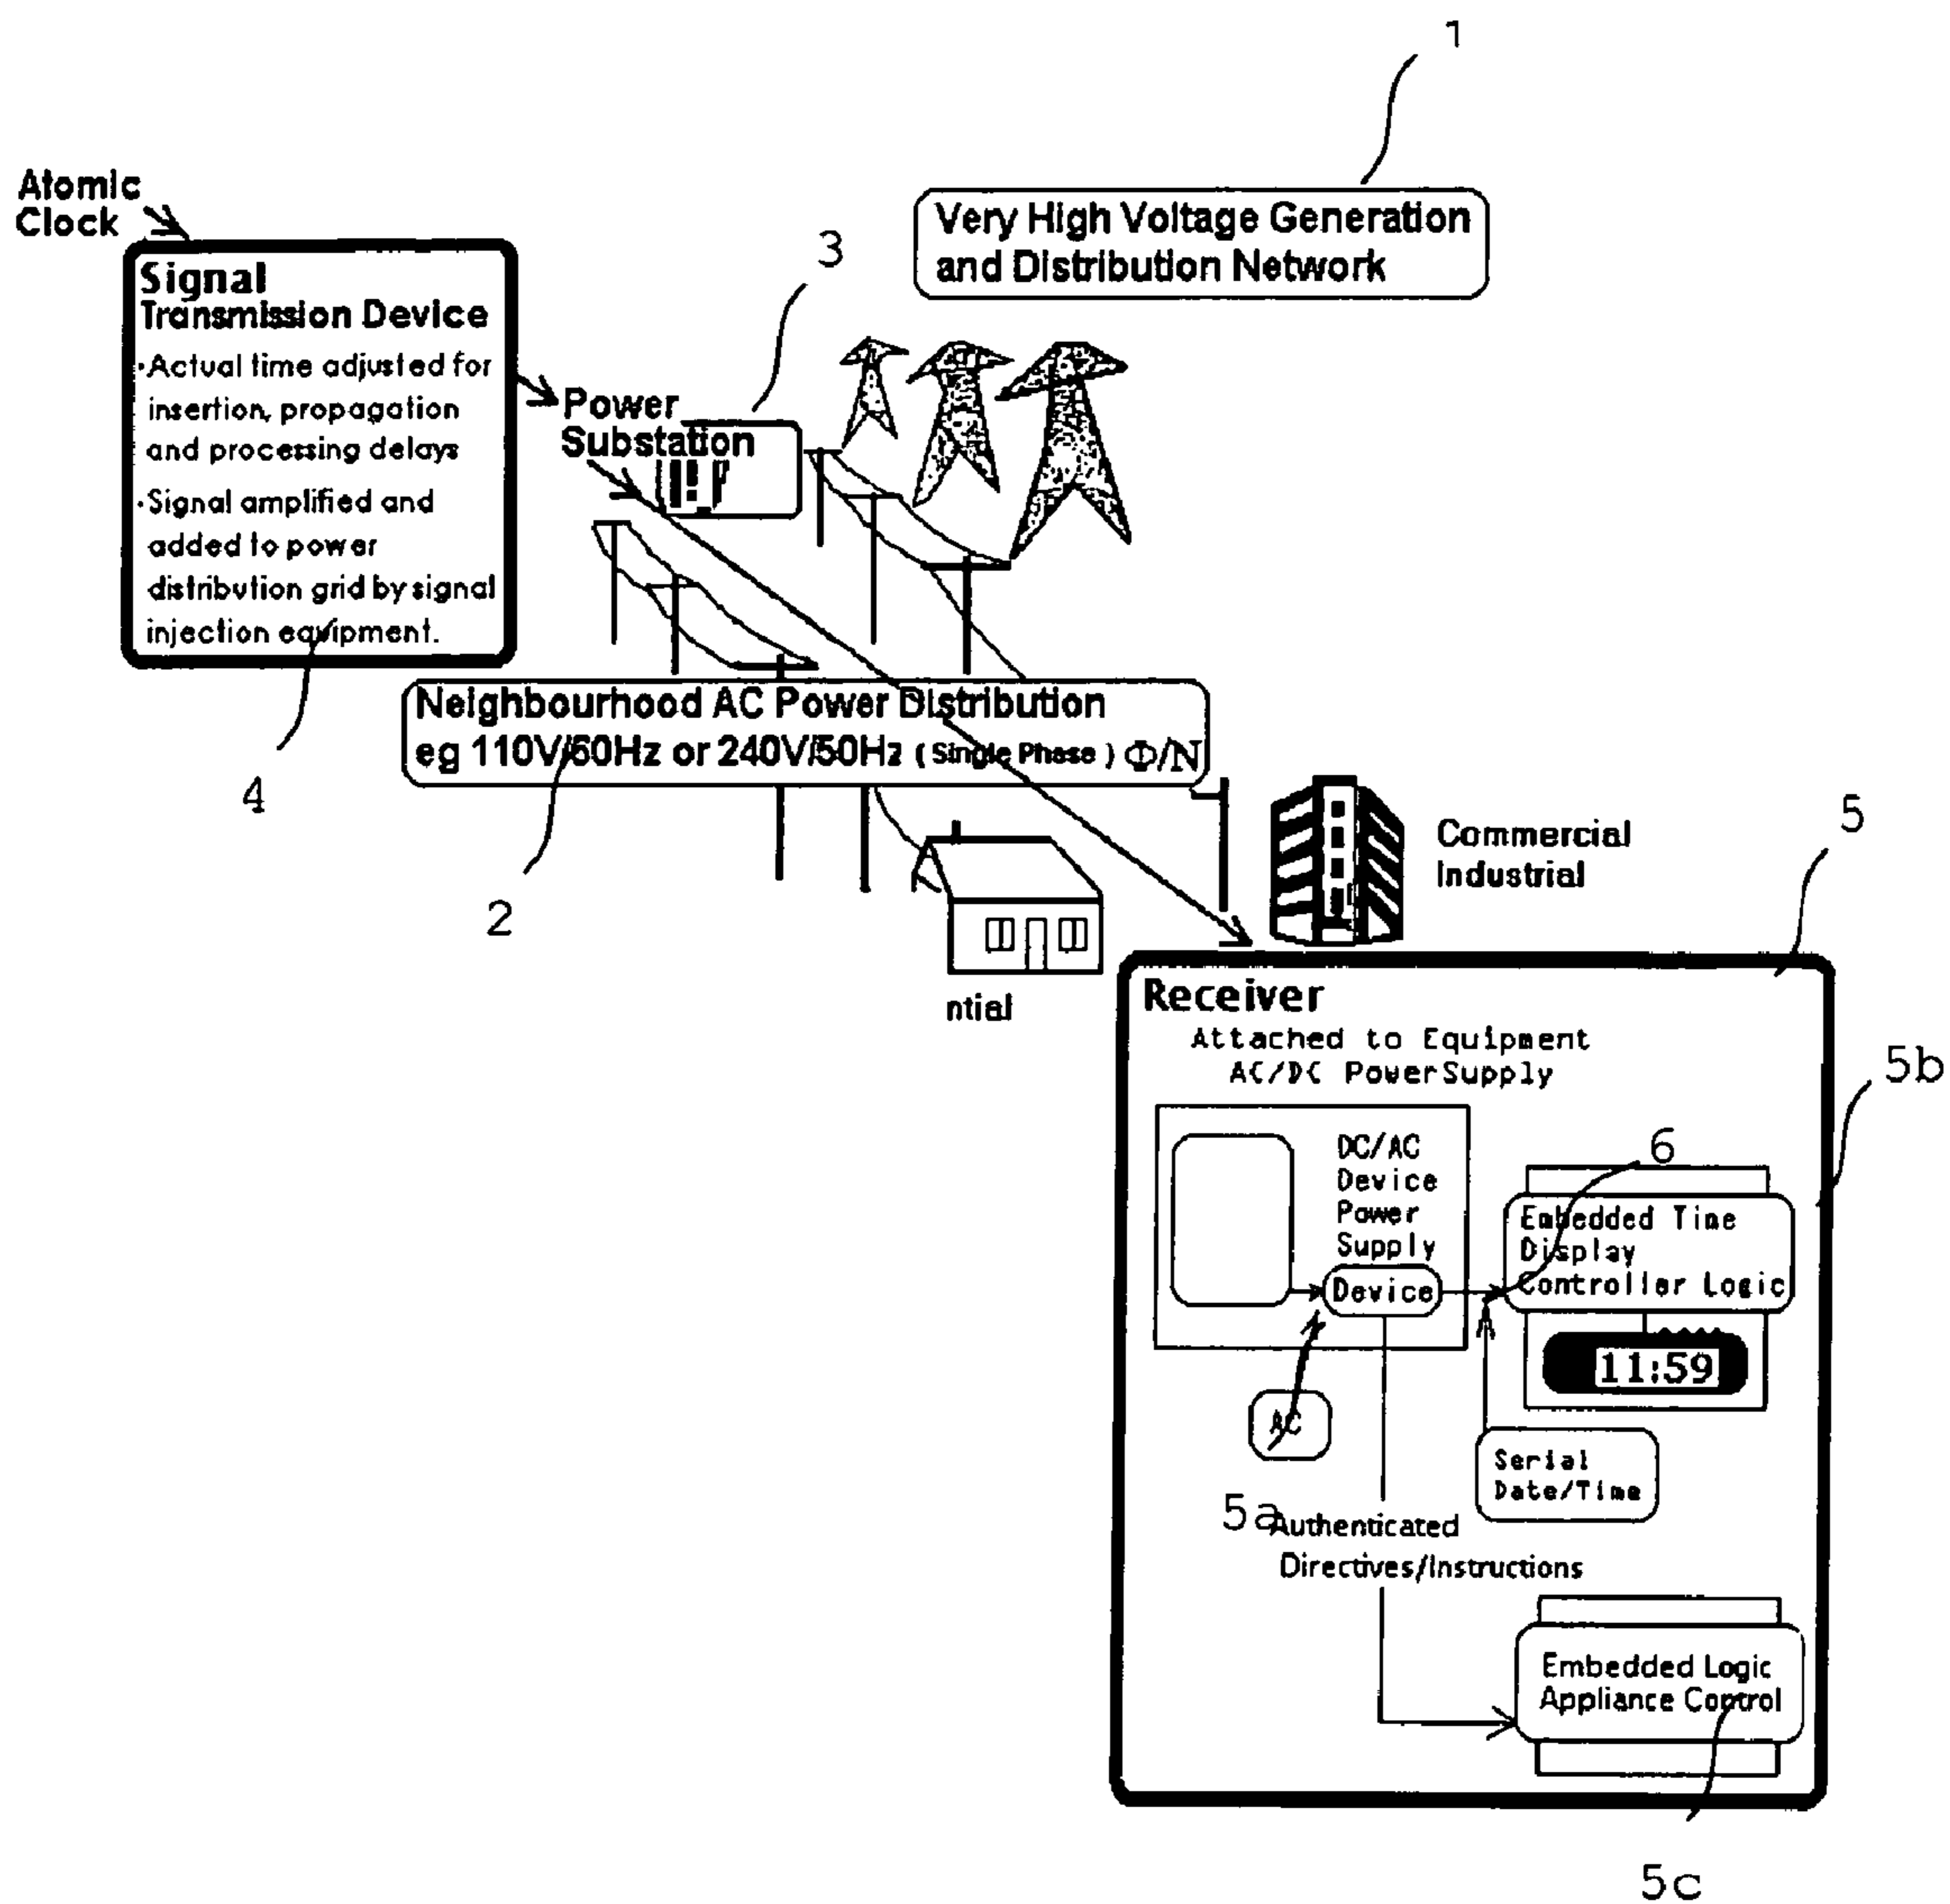 1
Atomic
Clock
Very High Voltage Generation
and Distribution Network
3
Signal
Transmission Device
·Actual time adjusted for
insertion, propagation
and processing delays
·Signal amplified and
added to power
distribution grid by signal
injection equipment.
Power
Substation
4
Neighbourhood AC Power Distribution
eg 110V/60Hz or 240V/50Hz (Single Phase) Φ/N
2
Commercial
Industrial
5
ntial
Receiver
Attached to Equipment
AC/DC PowerSupply
5b
DC/AC
Device
Power
Supply
Device
6
Embedded Time
Display
Controller Logic
11:59
AC
Serial
Date/Time
5a
Authenticated
Directives/Instructions
Embedded Logic
Appliance Control
5c